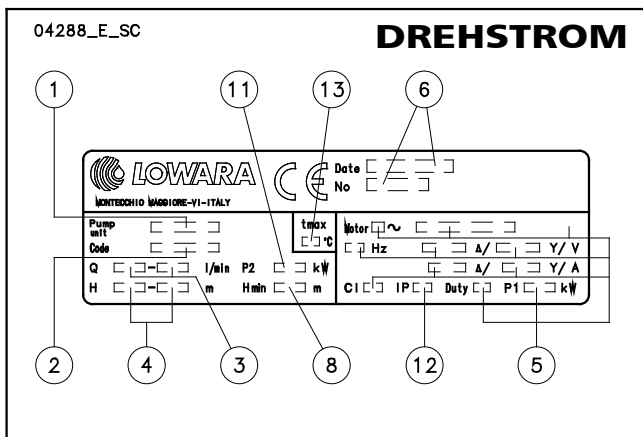 04288_E_SC
DREHSTROM
1
11
13
6
LOWARA
CE
Date
No
MONTECCHIO MAGGIORE-VI-ITALY
Pump unit
tmax
°C
Motor ~
Code
Hz Δ/ Y/ V
Q - l/min P2 kW
Δ/ Y/ A
H - m Hmin m
Cl IP Duty P1 kW
2
4
3
8
12
5